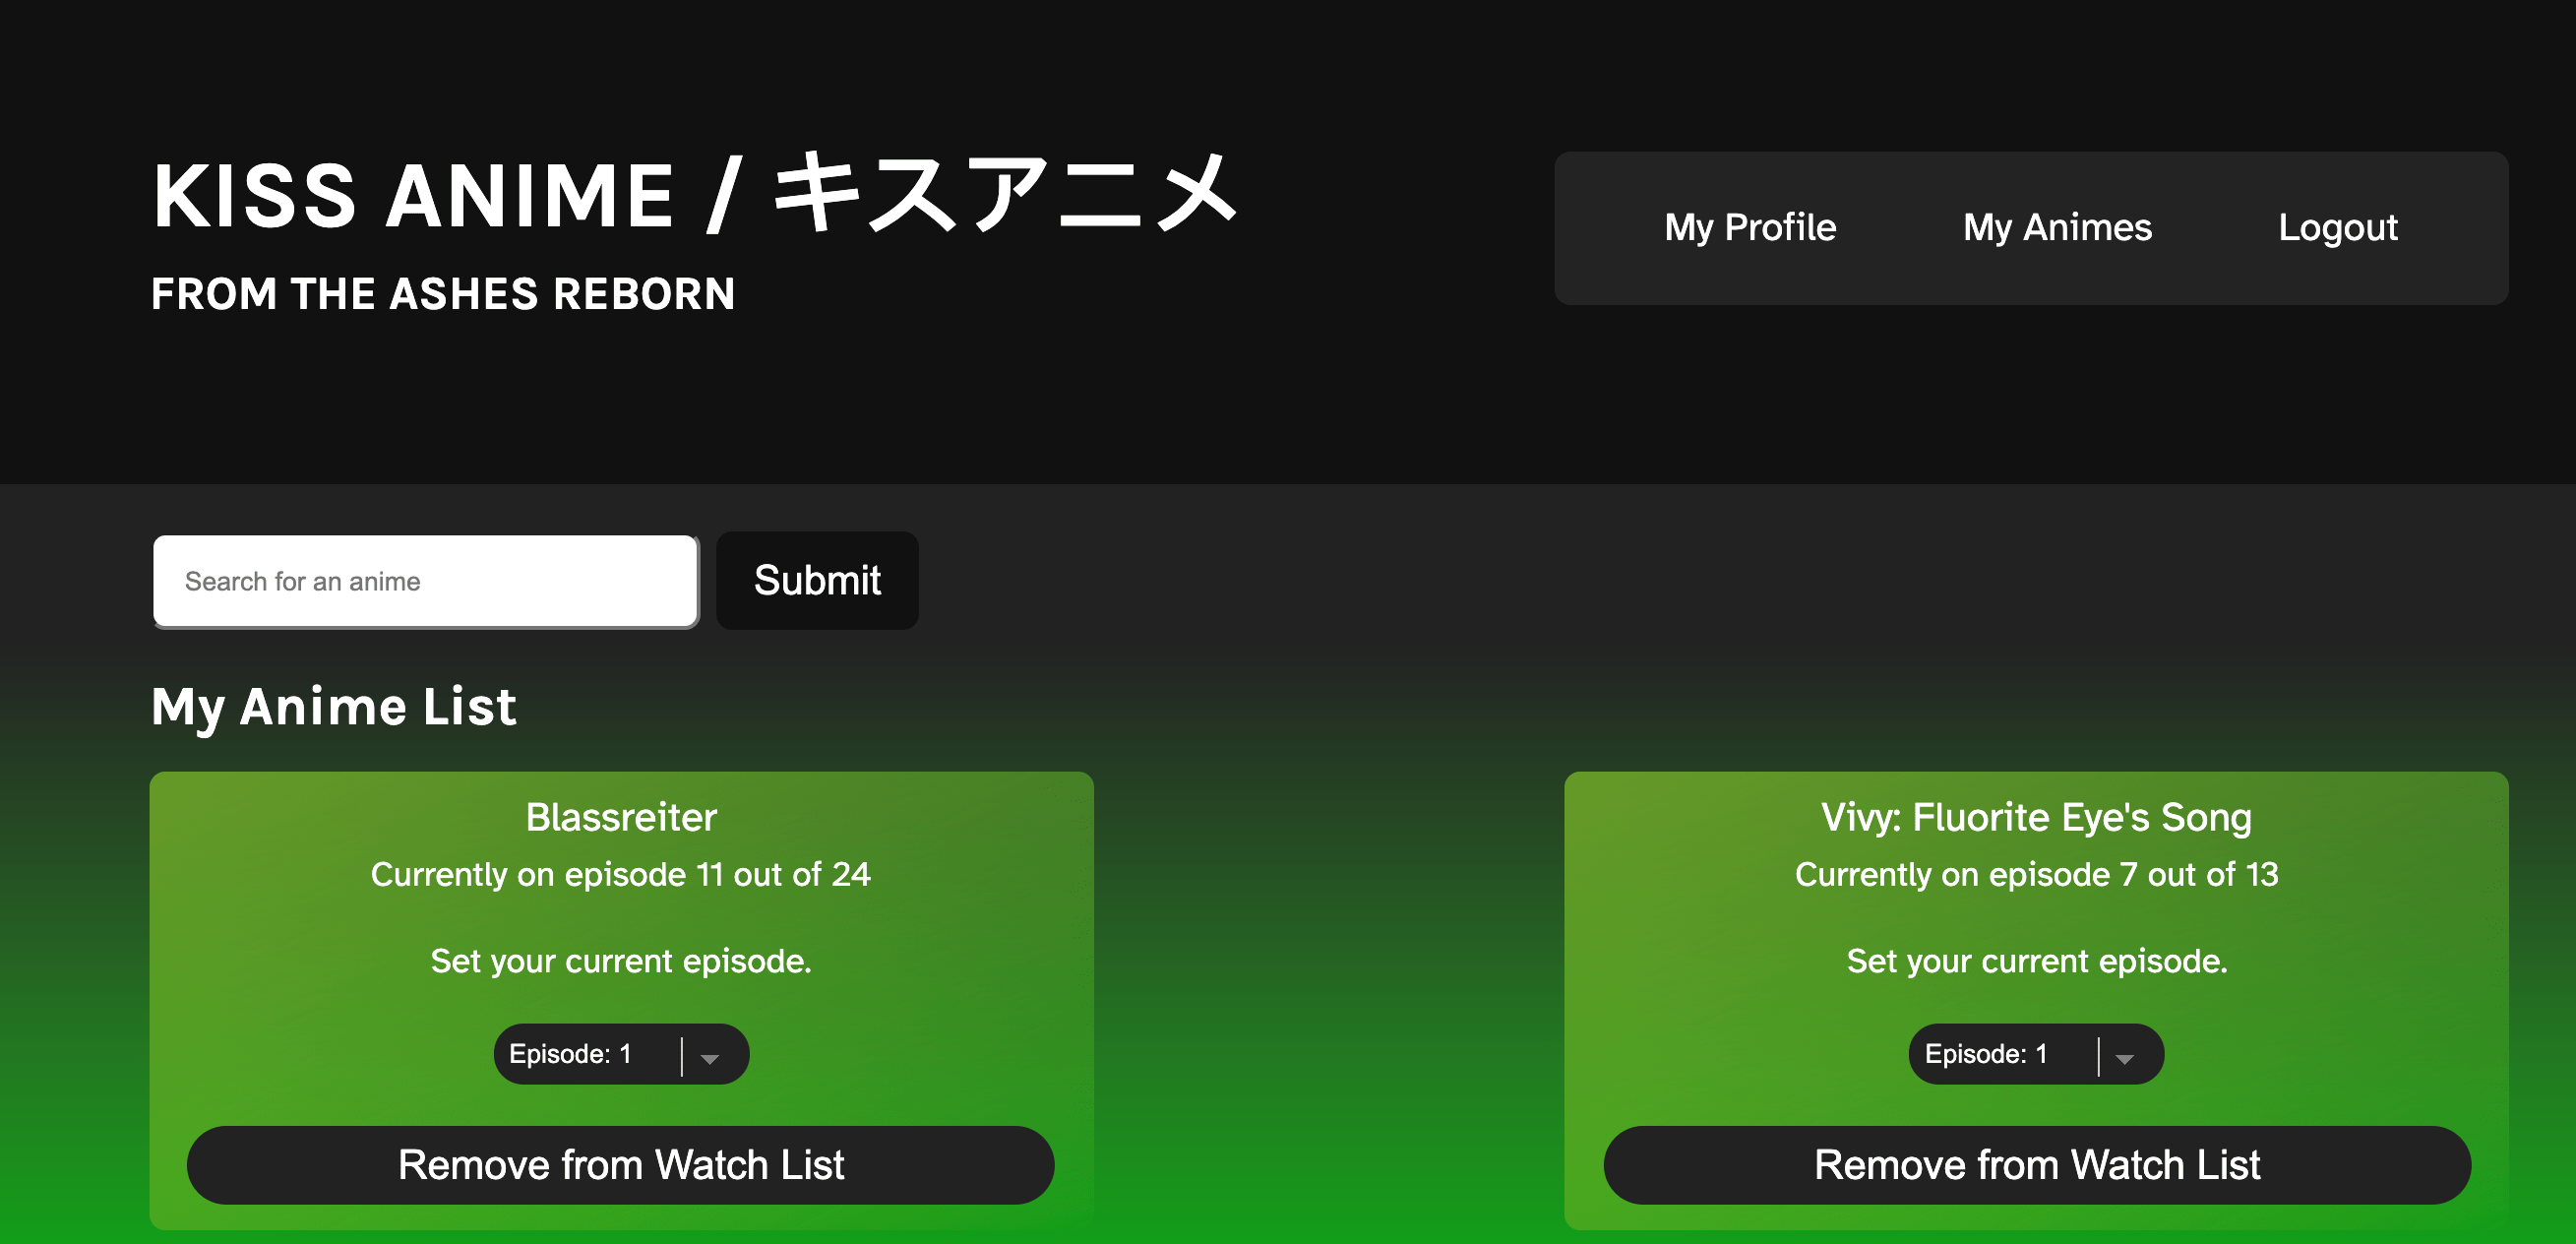 KISS ANIME / キスアニメ
FROM THE ASHES REBORN
My Profile My Animes Logout
Search for an anime Submit
My Anime List
Blassreiter
Currently on episode 11 out of 24
Set your current episode.
Episode: 1
Remove from Watch List
Vivy: Fluorite Eye's Song
Currently on episode 7 out of 13
Set your current episode.
Episode: 1
Remove from Watch List